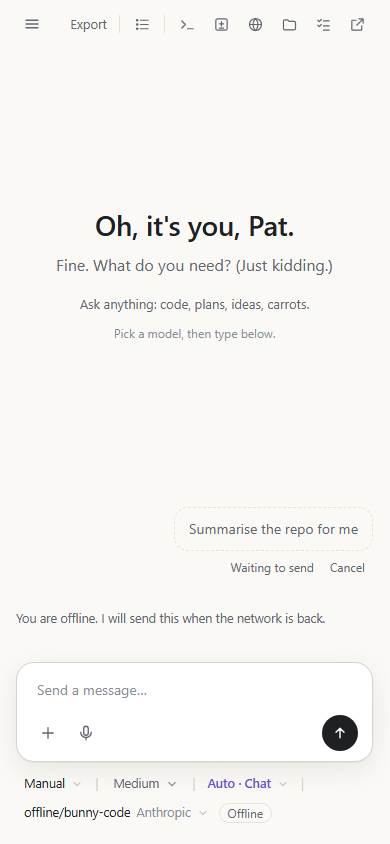 Export
Oh, it's you, Pat.
Fine. What do you need? (Just kidding.)
Ask anything: code, plans, ideas, carrots.
Pick a model, then type below.
Summarise the repo for me
Waiting to send Cancel
You are offline. I will send this when the network is back.
Send a message...
Manual | Medium | Auto · Chat |
offline/bunny-code Anthropic Offline